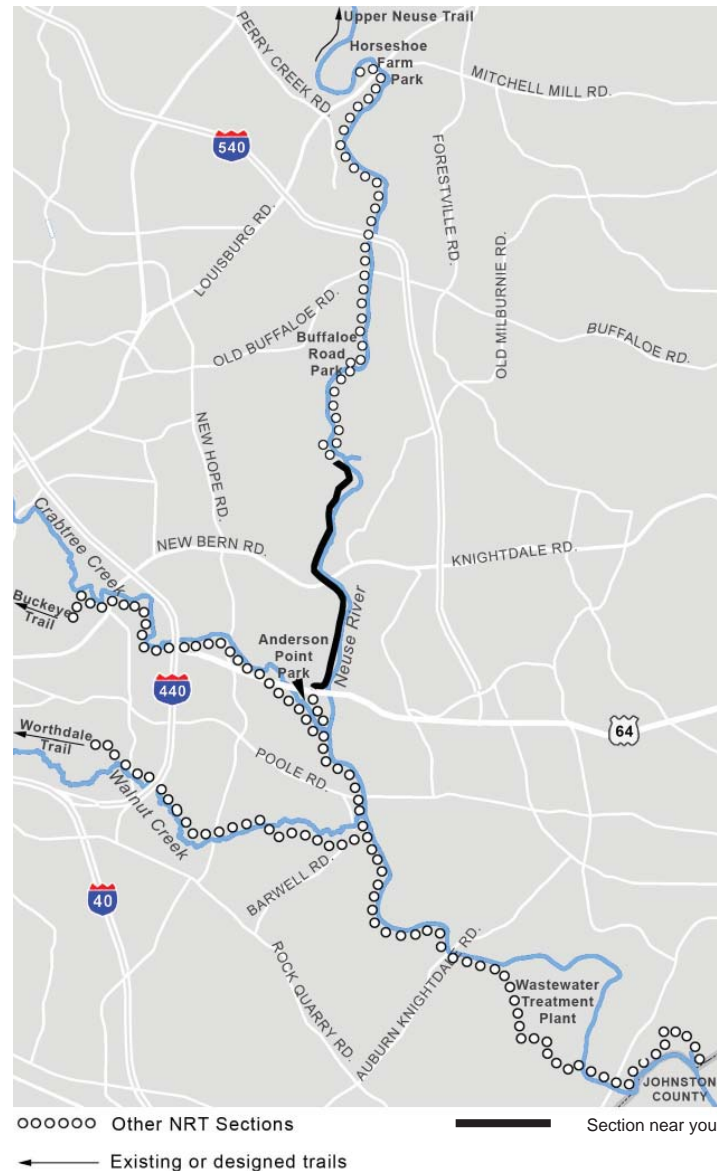 Upper Neuse Trail
Horseshoe
Farm
Park
PERRY CREEK RD.
MITCHELL MILL RD.
540
FORESTVILLE RD.
LOUISBURG RD.
OLD MILBURNIE RD.
OLD BUFFALOE RD.
BUFFALOE RD.
Buffaloe
Road
Park
NEW HOPE RD.
Crabtree Creek
NEW BERN RD.
KNIGHTDALE RD.
Buckeye
Trail
Neuse River
Anderson
Point
Park
440
64
Worthdale
Trail
POOLE RD.
Walnut Creek
BARWELL RD.
40
ROCK QUARRY RD.
AUBURN KNIGHTDALE RD.
Wastewater
Treatment
Plant
JOHNSTON
COUNTY
Other NRT Sections
Section near you
Existing or designed trails